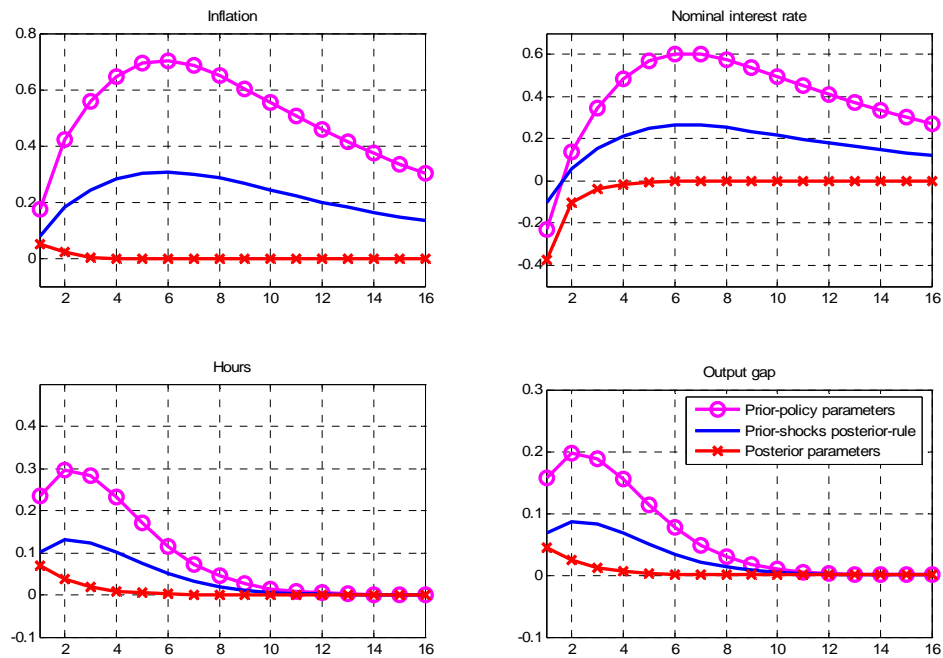 Inflation
0.8
0.6
0.4
0.2
0
2 4 6 8 10 12 14 16
Nominal interest rate
0.6
0.4
0.2
0
-0.2
-0.4
2 4 6 8 10 12 14 16
Hours
0.4
0.3
0.2
0.1
0
-0.1
2 4 6 8 10 12 14 16
Output gap
0.3
0.2
0.1
0
-0.1
2 4 6 8 10 12 14 16
Prior-policy parameters
Prior-shocks posterior-rule
Posterior parameters